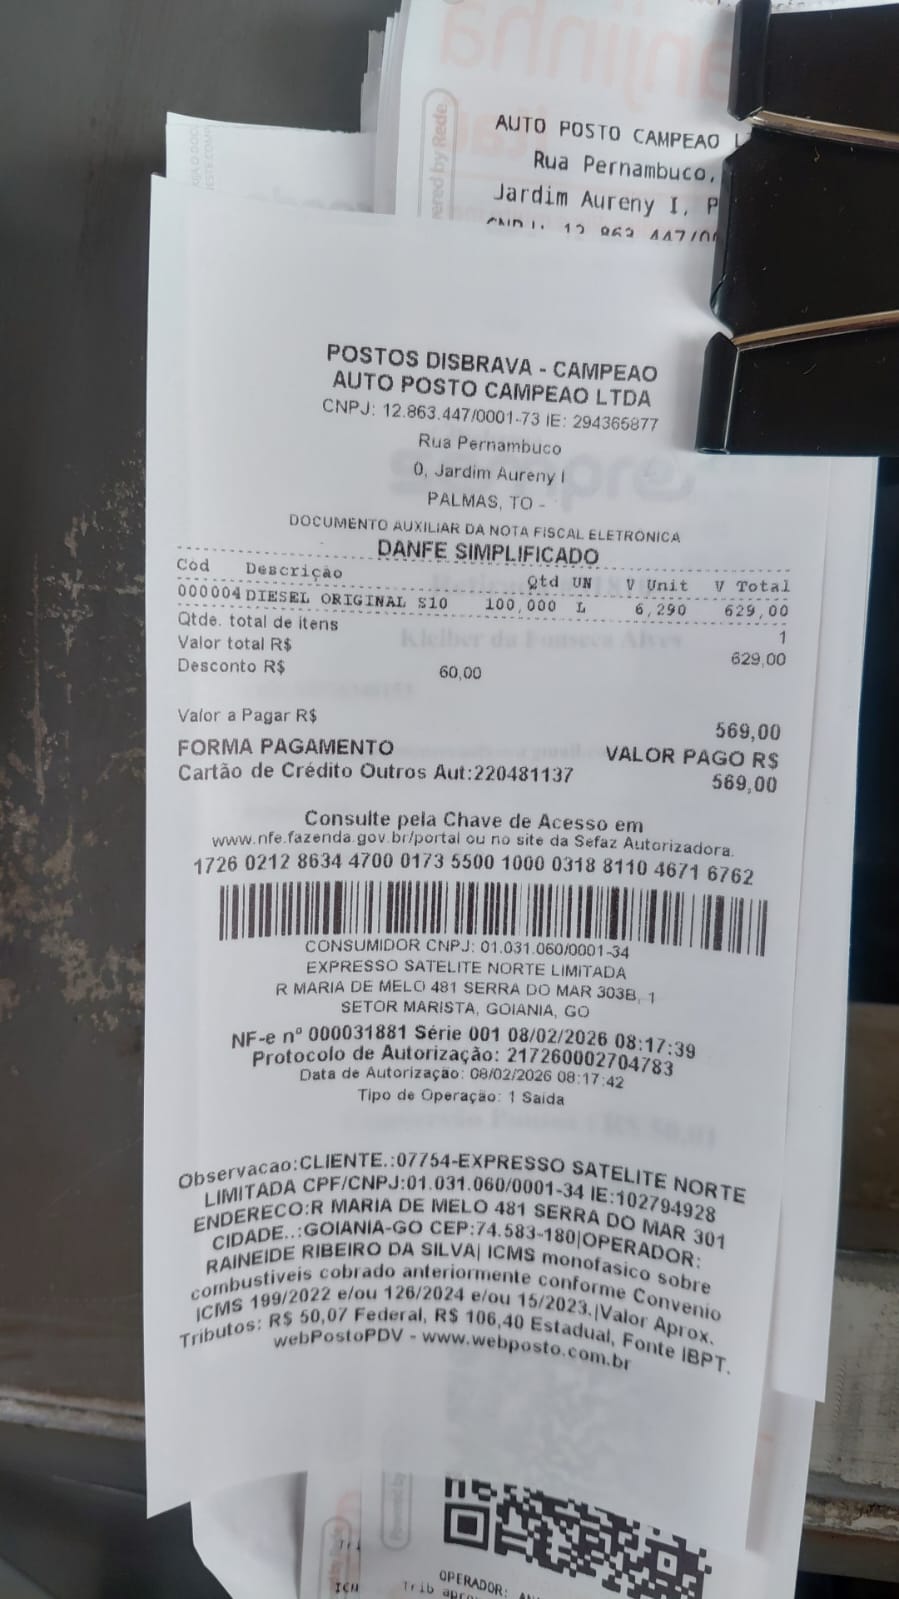 anjinha
AUTO POSTO CAMPEAO
Rua Pernambuco,
Jardim Aureny I, P
POSTOS DISBRAVA - CAMPEAO
AUTO POSTO CAMPEAO LTDA
CNPJ: 12.863.447/0001-73 IE: 294365877
Rua Pernambuco
0, Jardim Aureny I
PALMAS, TO -
DOCUMENTO AUXILIAR DA NOTA FISCAL ELETRONICA
DANFE SIMPLIFICADO
Cód Descrição Qtd UN V Unit V Total
000004 DIESEL ORIGINAL S10 100,000 L 6,290 629,00
Qtde. total de itens 1
Valor total R$ 629,00
Desconto R$ 60,00
Valor a Pagar R$ 569,00
FORMA PAGAMENTO VALOR PAGO R$
Cartão de Crédito Outros Aut:220481137 569,00
Consulte pela Chave de Acesso em
www.nfe.fazenda.gov.br/portal ou no site da Sefaz Autorizadora.
1726 0212 8634 4700 0173 5500 1000 0318 8110 4671 6762
CONSUMIDOR CNPJ: 01.031.060/0001-34
EXPRESSO SATELITE NORTE LIMITADA
R MARIA DE MELO 481 SERRA DO MAR 303B, 1
SETOR MARISTA, GOIANIA, GO
NF-e nº 000031881 Série 001 08/02/2026 08:17:39
Protocolo de Autorização: 217260002704783
Data de Autorização: 08/02/2026 08:17:42
Tipo de Operação: 1 Saida
Observacao:CLIENTE.:07754-EXPRESSO SATELITE NORTE
LIMITADA CPF/CNPJ:01.031.060/0001-34 IE:102794928
ENDERECO:R MARIA DE MELO 481 SERRA DO MAR 301
CIDADE..:GOIANIA-GO CEP:74.583-180|OPERADOR:
RAINEIDE RIBEIRO DA SILVA| ICMS monofasico sobre
combustiveis cobrado anteriormente conforme Convenio
ICMS 199/2022 e/ou 126/2024 e/ou 15/2023.|Valor Aprox.
Tributos: R$ 50,07 Federal, R$ 106,40 Estadual, Fonte IBPT.
webPostoPDV - www.webposto.com.br
OPERADOR: